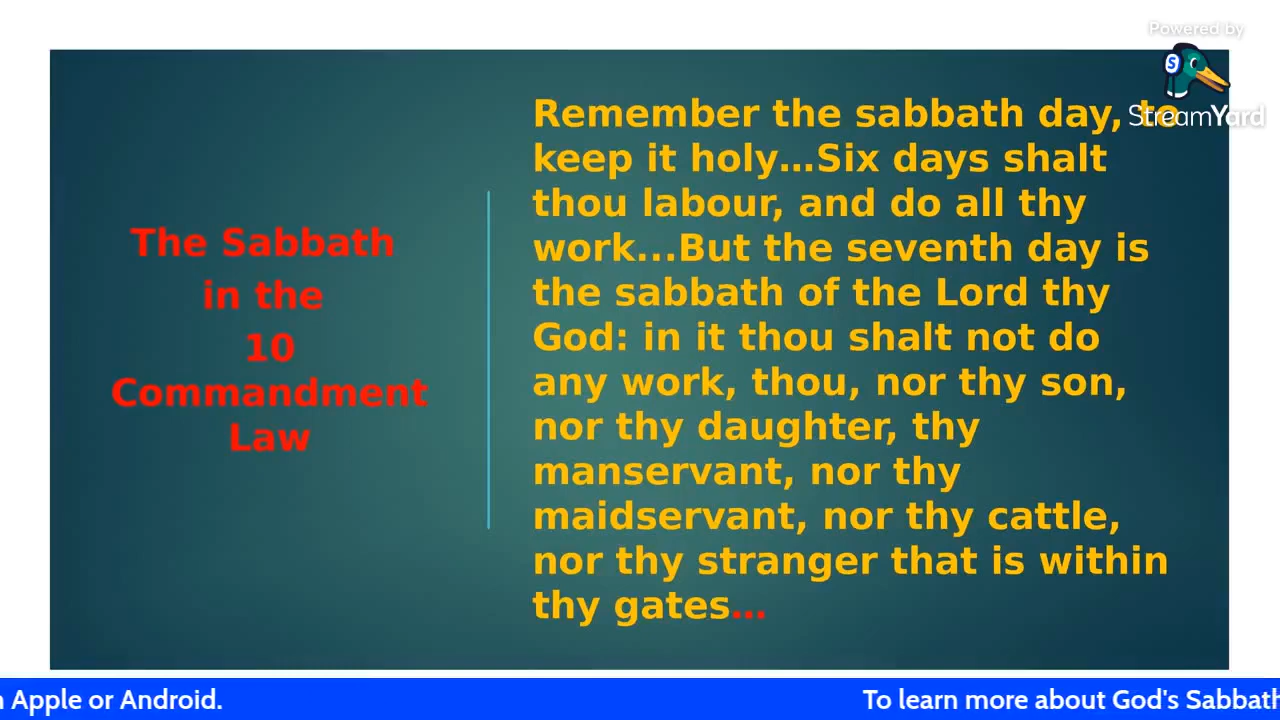 Powered by
StreamYard
The Sabbath
in the
10
Commandment
Law
Remember the sabbath day, to
keep it holy…Six days shalt
thou labour, and do all thy
work...But the seventh day is
the sabbath of the Lord thy
God: in it thou shalt not do
any work, thou, nor thy son,
nor thy daughter, thy
manservant, nor thy
maidservant, nor thy cattle,
nor thy stranger that is within
thy gates…
Apple or Android.
To learn more about God's Sabbath